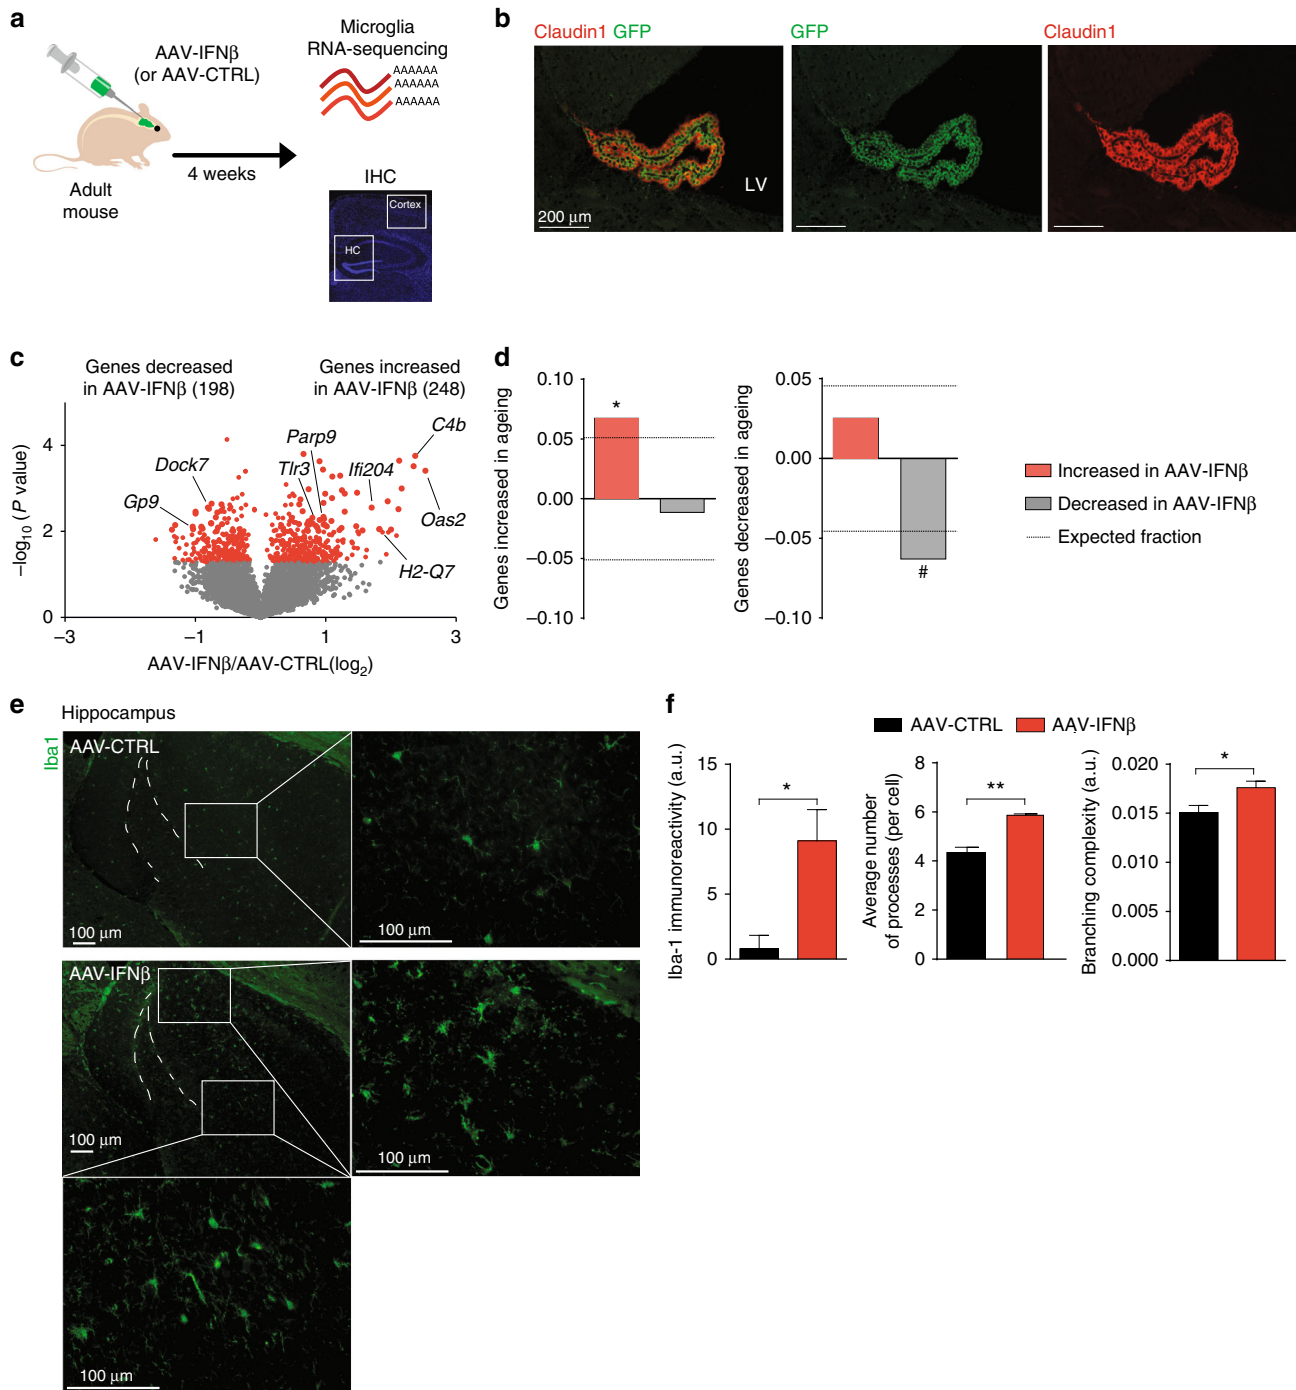 a
AAV-IFNβ
(or AAV-CTRL)
Microglia
RNA-sequencing
AAAAAA
AAAAAA
AAAAAA
4 weeks
Adult
mouse
IHC
Cortex
HC
b
Claudin1 GFP
GFP
Claudin1
LV
200 μm
c
Genes decreased
in AAV-IFNβ (198)
Genes increased
in AAV-IFNβ (248)
–log10 (P value)
4
2
0
–3
–1
1
3
AAV-IFNβ/AAV-CTRL(log2)
Dock7
Gp9
Parp9
Tlr3
Ifi204
C4b
Oas2
H2-Q7
d
Genes increased in ageing
0.10
0.05
0.00
–0.05
–0.10
*
Genes decreased in ageing
0.05
0.00
–0.05
–0.10
#
Increased in AAV-IFNβ
Decreased in AAV-IFNβ
Expected fraction
e
Hippocampus
Iba1
AAV-CTRL
100 μm
100 μm
AAV-IFNβ
100 μm
100 μm
100 μm
f
AAV-CTRL
AAV-IFNβ
Iba-1 immunoreactivity (a.u.)
15
10
5
0
*
Average number
of processes (per cell)
8
6
4
2
0
**
Branching complexity (a.u.)
0.020
0.015
0.010
0.005
0.000
*